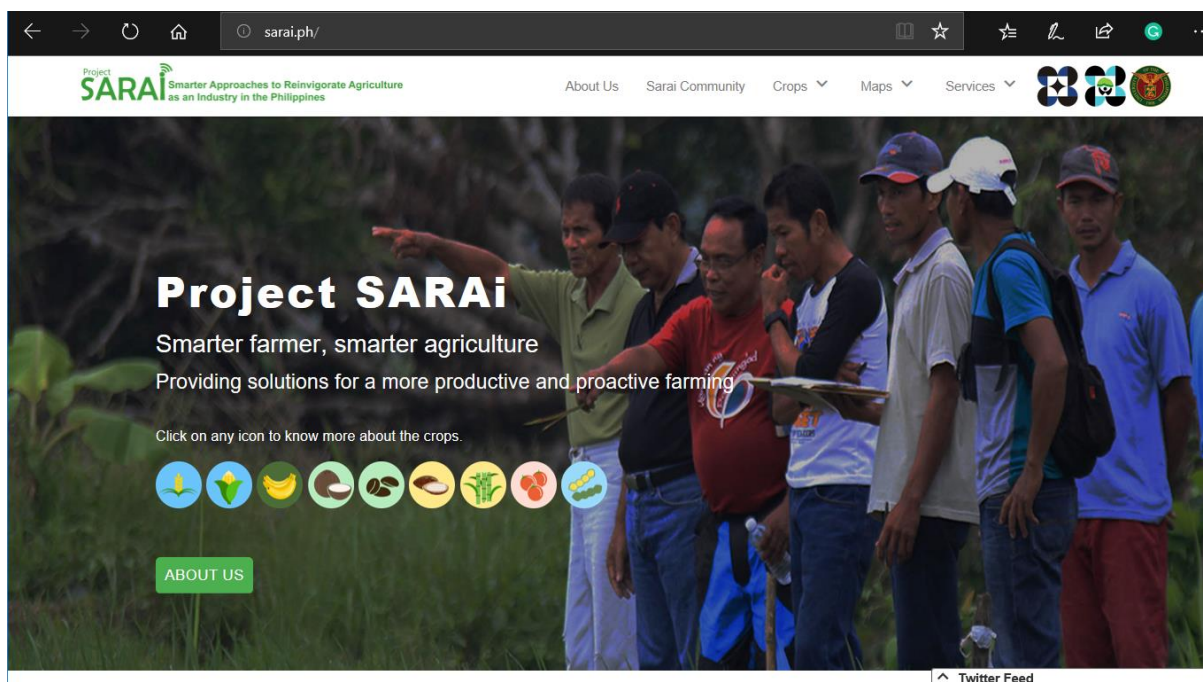 sarai.ph/
Project
SARAi
Smarter Approaches to Reinvigorate Agriculture
as an Industry in the Philippines
About Us
Sarai Community
Crops
Maps
Services
Project SARAi
Smarter farmer, smarter agriculture
Providing solutions for a more productive and proactive farming
Click on any icon to know more about the crops.
ABOUT US
Twitter Feed